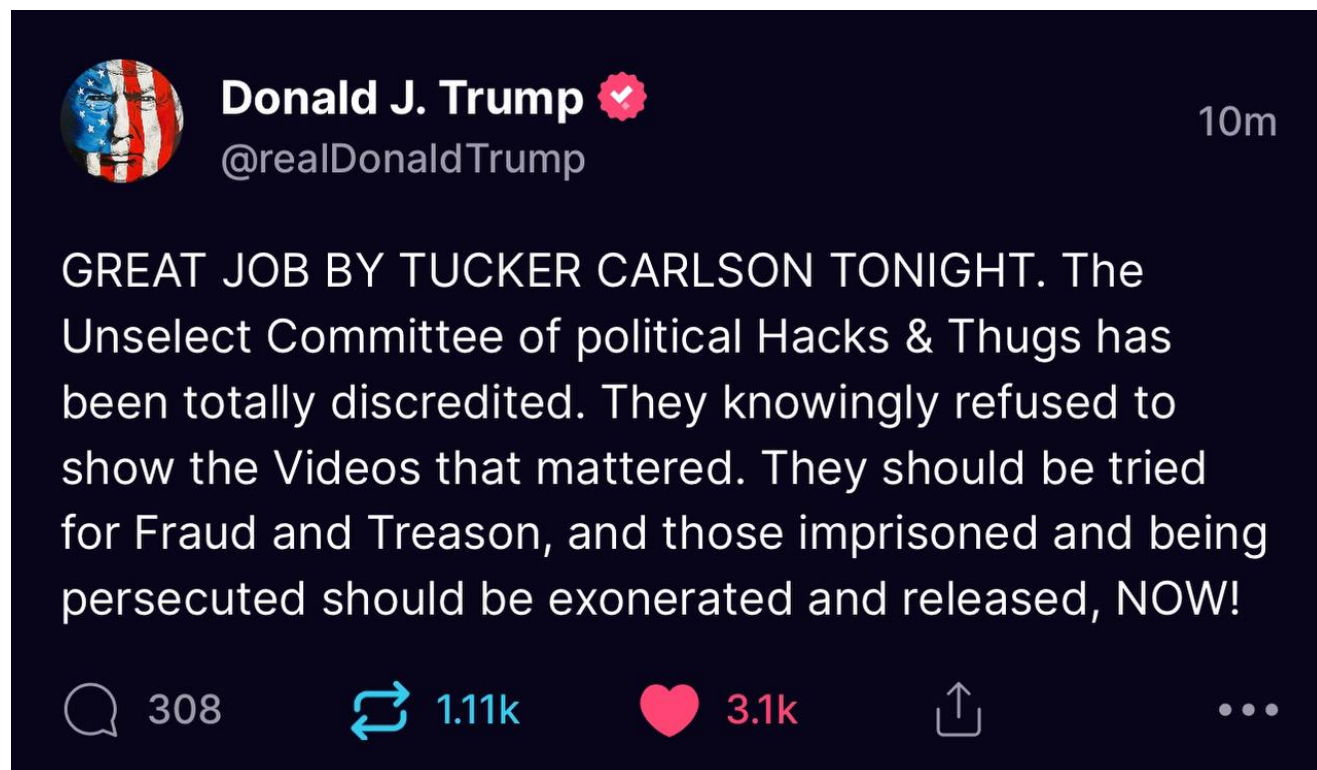 Donald J. Trump
10m
@realDonaldTrump
GREAT JOB BY TUCKER CARLSON TONIGHT. The
Unselect Committee of political Hacks & Thugs has
been totally discredited. They knowingly refused to
show the Videos that mattered. They should be tried
for Fraud and Treason, and those imprisoned and being
persecuted should be exonerated and released, NOW!
308 1.11k 3.1k